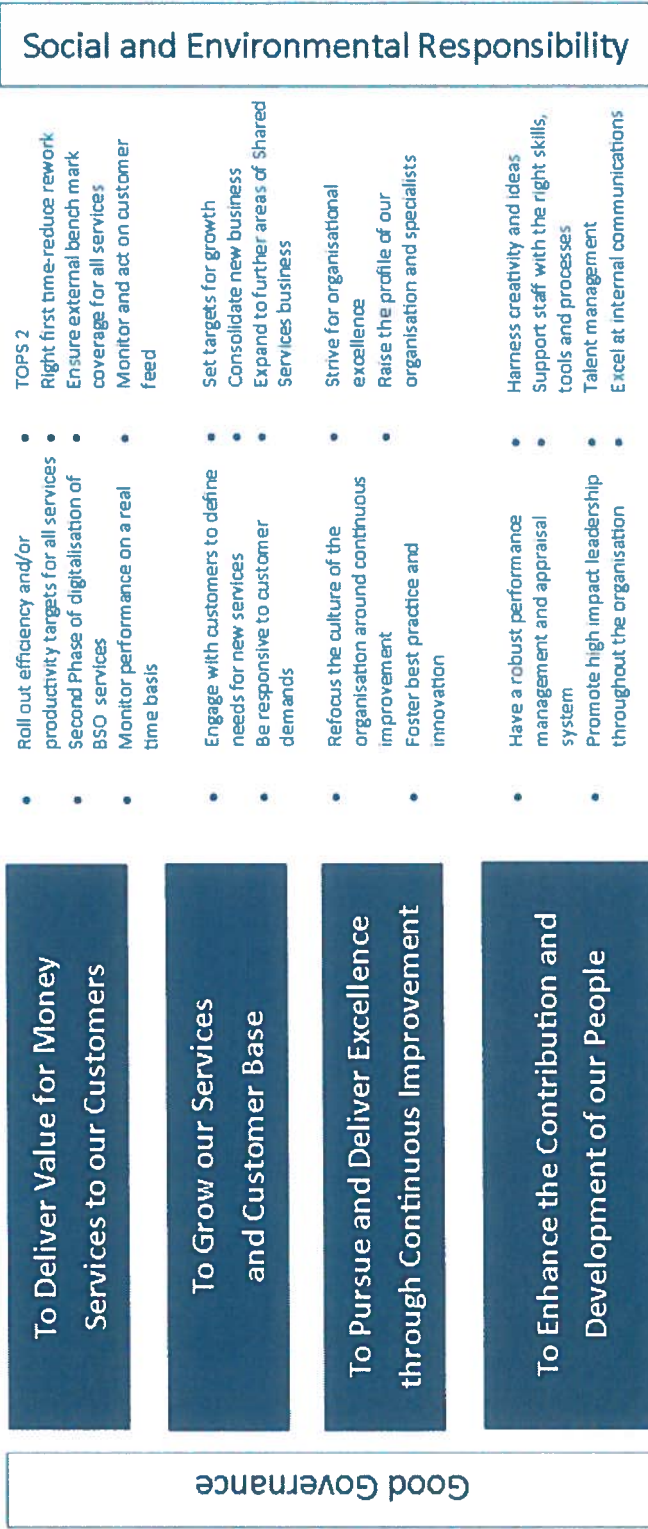 Good Governance
To Deliver Value for Money
Services to our Customers
• Roll out efficiency and/or
productivity targets for all services
• Second Phase of digitalisation of
BSO services
• Monitor performance on a real
time basis
• TOPS 2
• Right first time-reduce rework
• Ensure external bench mark
coverage for all services
• Monitor and act on customer
feed
To Grow our Services
and Customer Base
• Engage with customers to define
needs for new services
• Be responsive to customer
demands
• Set targets for growth
• Consolidate new business
• Expand to further areas of Shared
Services business
To Pursue and Deliver Excellence
through Continuous Improvement
• Refocus the culture of the
organisation around continuous
improvement
• Foster best practice and
innovation
• Strive for organisational
excellence
• Raise the profile of our
organisation and specialists
To Enhance the Contribution and
Development of our People
• Have a robust performance
management and appraisal
system
• Promote high impact leadership
throughout the organisation
• Harness creativity and ideas
• Support staff with the right skills,
tools and processes
• Talent management
• Excel at internal communications
Social and Environmental Responsibility